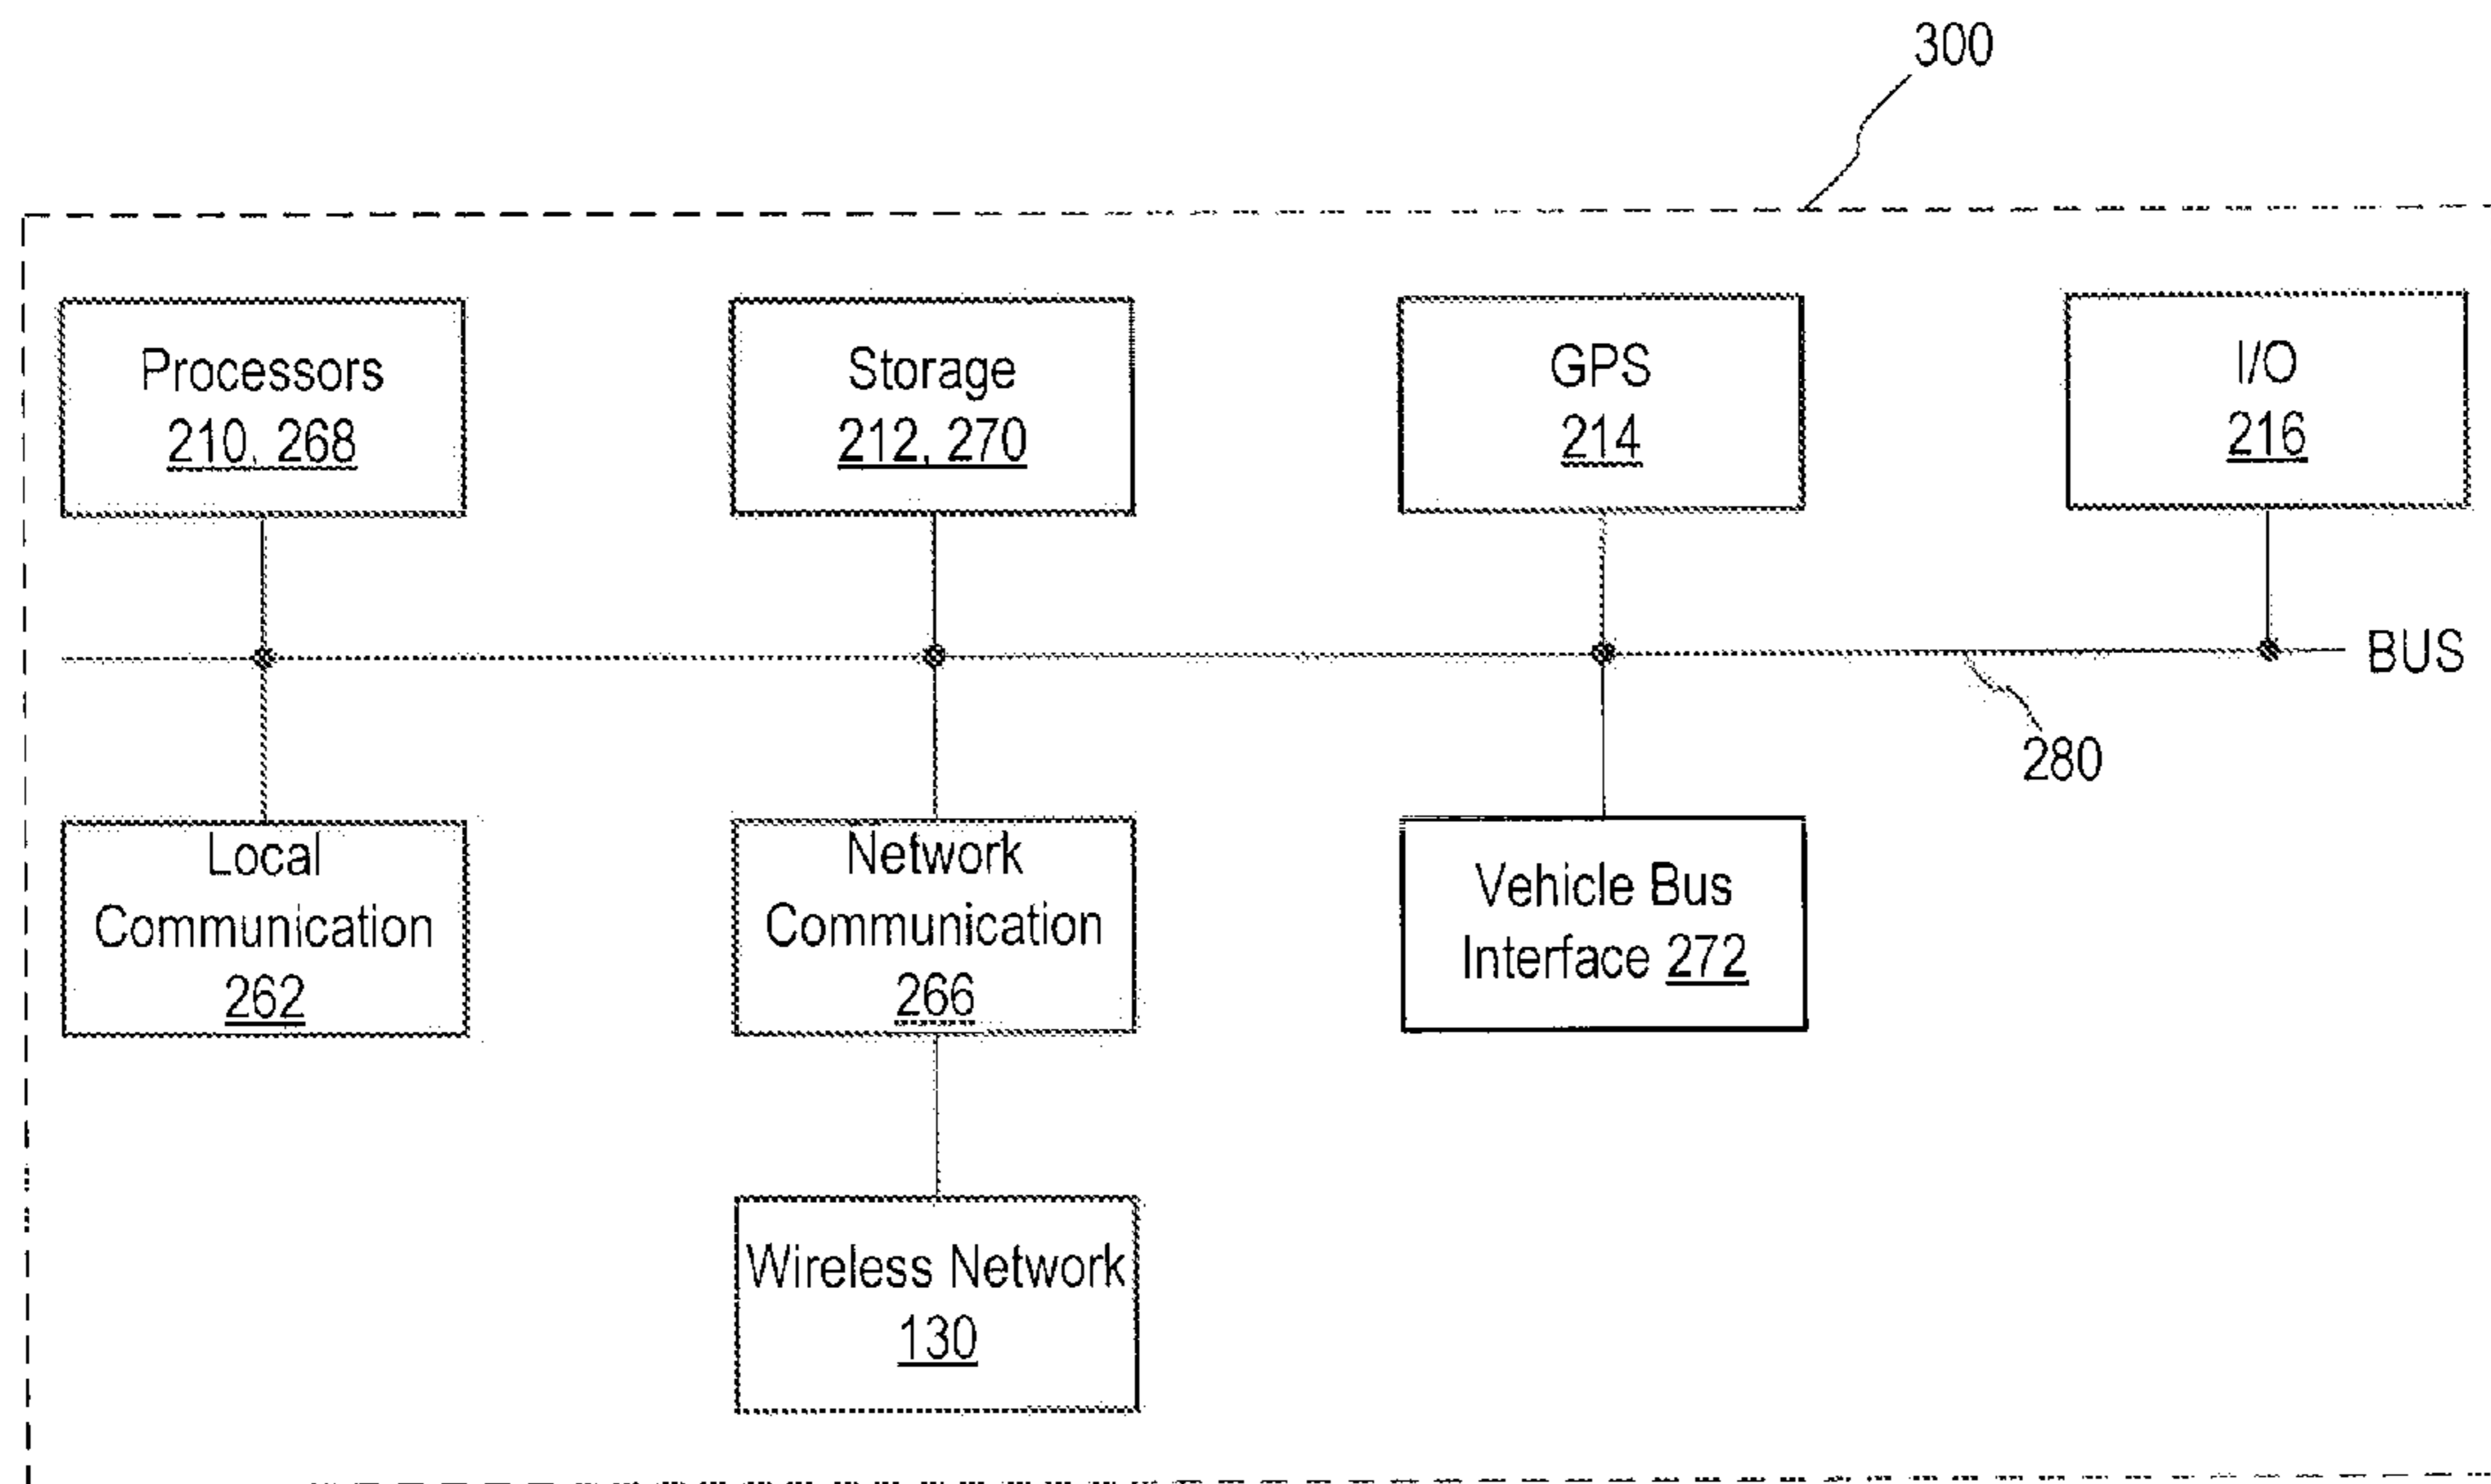 300
Processors
210, 268
Storage
212, 270
GPS
214
I/O
216
BUS
280
Local
Communication
262
Network
Communication
266
Vehicle Bus
Interface 272
Wireless Network
130